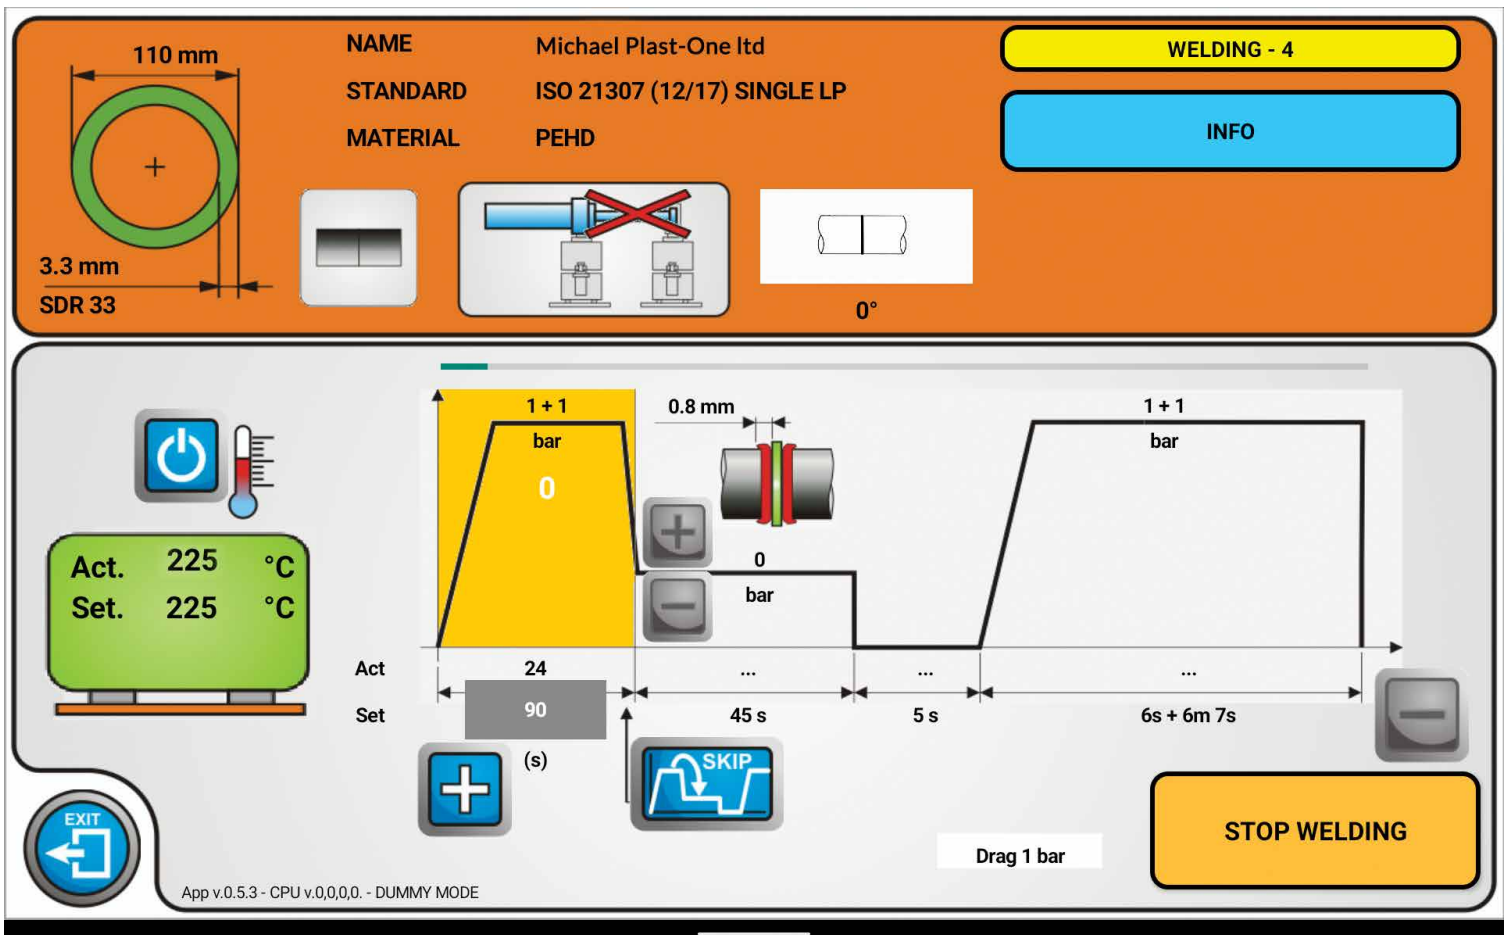 110 mm
NAME Michael Plast-One ltd
STANDARD ISO 21307 (12/17) SINGLE LP
MATERIAL PEHD
WELDING - 4
INFO
3.3 mm
SDR 33
0°
1 + 1
bar
0
0.8 mm
0
bar
1 + 1
bar
Act. 225 °C
Set. 225 °C
Act 24 ... ... ...
Set 90 45 s 5 s 6s + 6m 7s
(s)
SKIP
EXIT
STOP WELDING
Drag 1 bar
App v.0.5.3 - CPU v.0,0,0,0. - DUMMY MODE